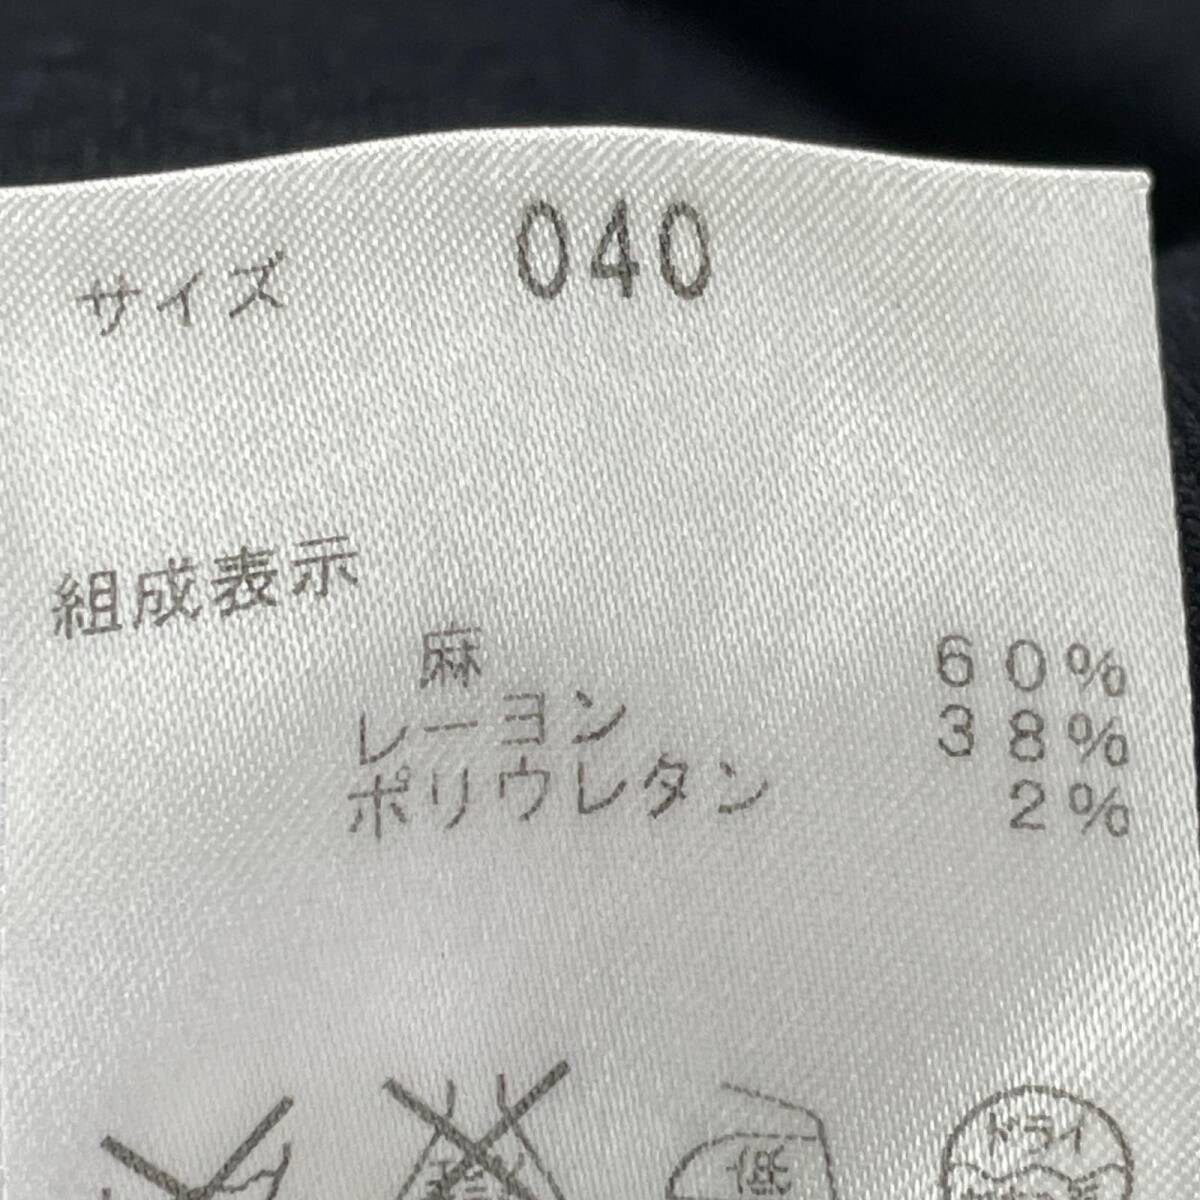 サイズ 040
組成表示
麻 60%
レーヨン 38%
ポリウレタン 2%
低
ドライ